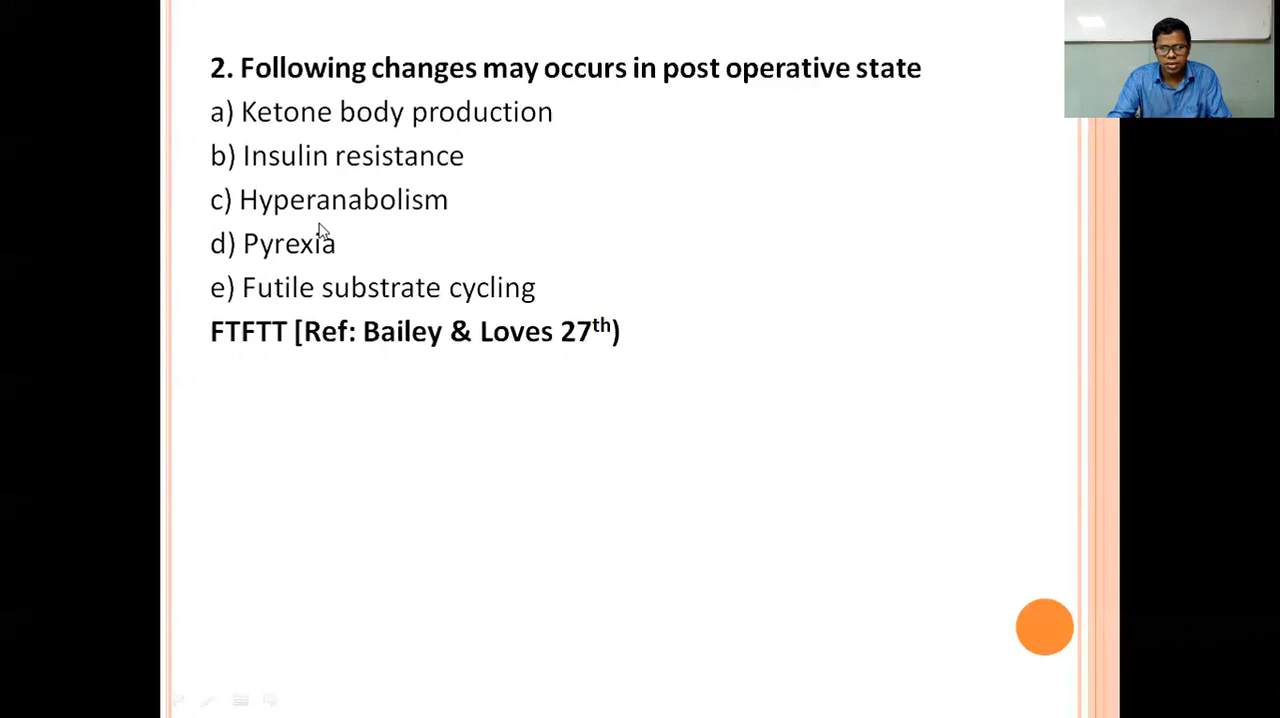 2. Following changes may occurs in post operative state
a) Ketone body production
b) Insulin resistance
c) Hyperanabolism
d) Pyrexia
e) Futile substrate cycling
FTFTT [Ref: Bailey & Loves 27th)